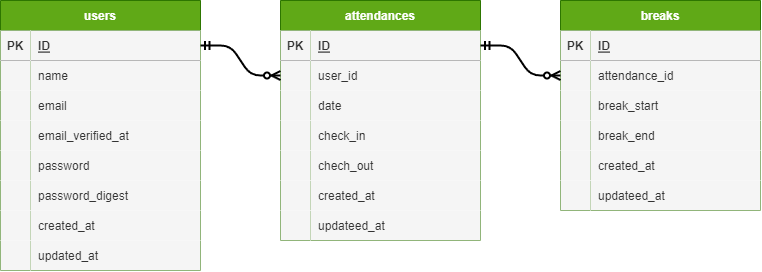 users
PK ID
name
email
email_verified_at
password
password_digest
created_at
updated_at
attendances
PK ID
user_id
date
check_in
chech_out
created_at
updateed_at
breaks
PK ID
attendance_id
break_start
break_end
created_at
updateed_at